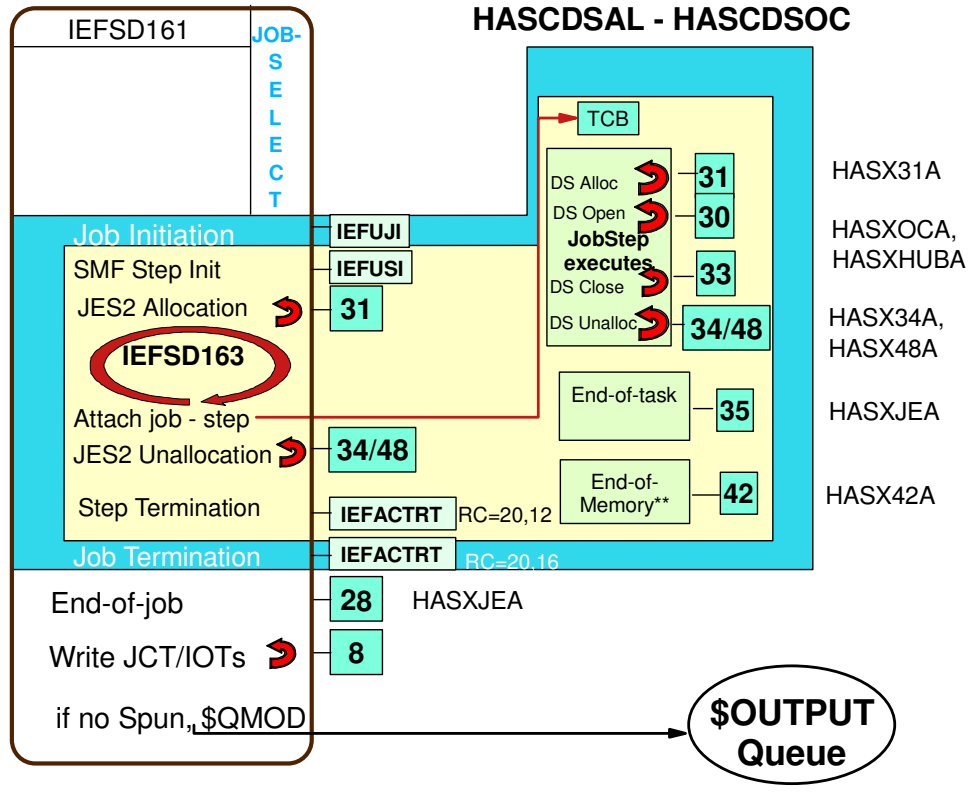 HASCDSAL - HASCDSOC
IEFSD161
JOB-
S
E
L
E
C
T
TCB
DS Alloc
31
HASX31A
DS Open
30
JobStep
executes
HASXOCA,
HASXHUBA
DS Close
33
DS Unalloc
34/48
HASX34A,
HASX48A
Job Initiation
IEFUJI
SMF Step Init
IEFUSI
JES2 Allocation
31
IEFSD163
Attach job - step
JES2 Unallocation
34/48
End-of-task
35
HASXJEA
End-of-
Memory**
42
HASX42A
Step Termination
IEFACTRT
RC=20,12
Job Termination
IEFACTRT
RC=20,16
End-of-job
28
HASXJEA
Write JCT/IOTs
8
if no Spun, $QMOD
$OUTPUT
Queue